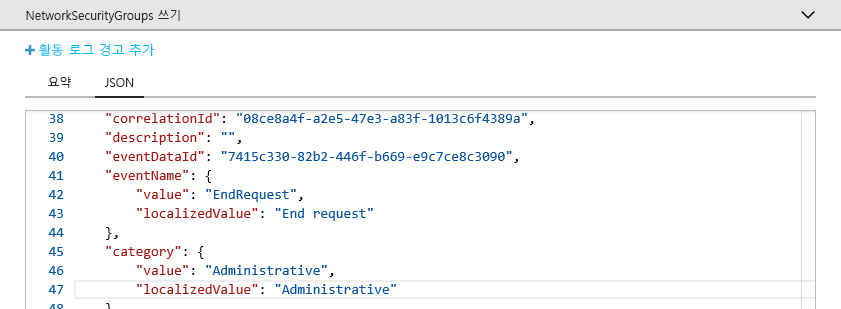 NetworkSecurityGroups 쓰기
+ 활동 로그 경고 추가
요약 JSON
38 "correlationId": "08ce8a4f-a2e5-47e3-a83f-1013c6f4389a",
39 "description": "",
40 "eventDataId": "7415c330-82b2-446f-b669-e9c7ce8c3090",
41 "eventName": {
42 "value": "EndRequest",
43 "localizedValue": "End request"
44 },
45 "category": {
46 "value": "Administrative",
47 "localizedValue": "Administrative"
48 }